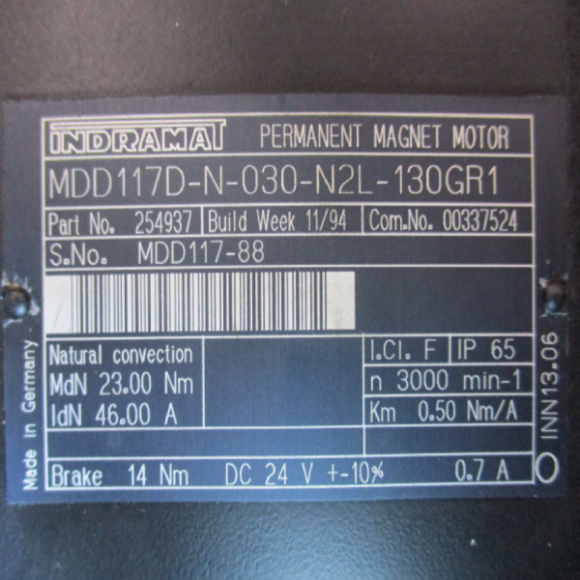 INDRAMAT PERMANENT MAGNET MOTOR
MDD117D-N-030-N2L-130GR1
Part No. 254937 Build Week 11/94 Com.No. 00337524
S.No. MDD117-88
Natural convection I.Cl. F IP 65
MdN 23.00 Nm n 3000 min-1
IdN 46.00 A Km 0.50 Nm/A
Brake 14 Nm DC 24 V +-10% 0.7 A
Made in Germany
INN13.06